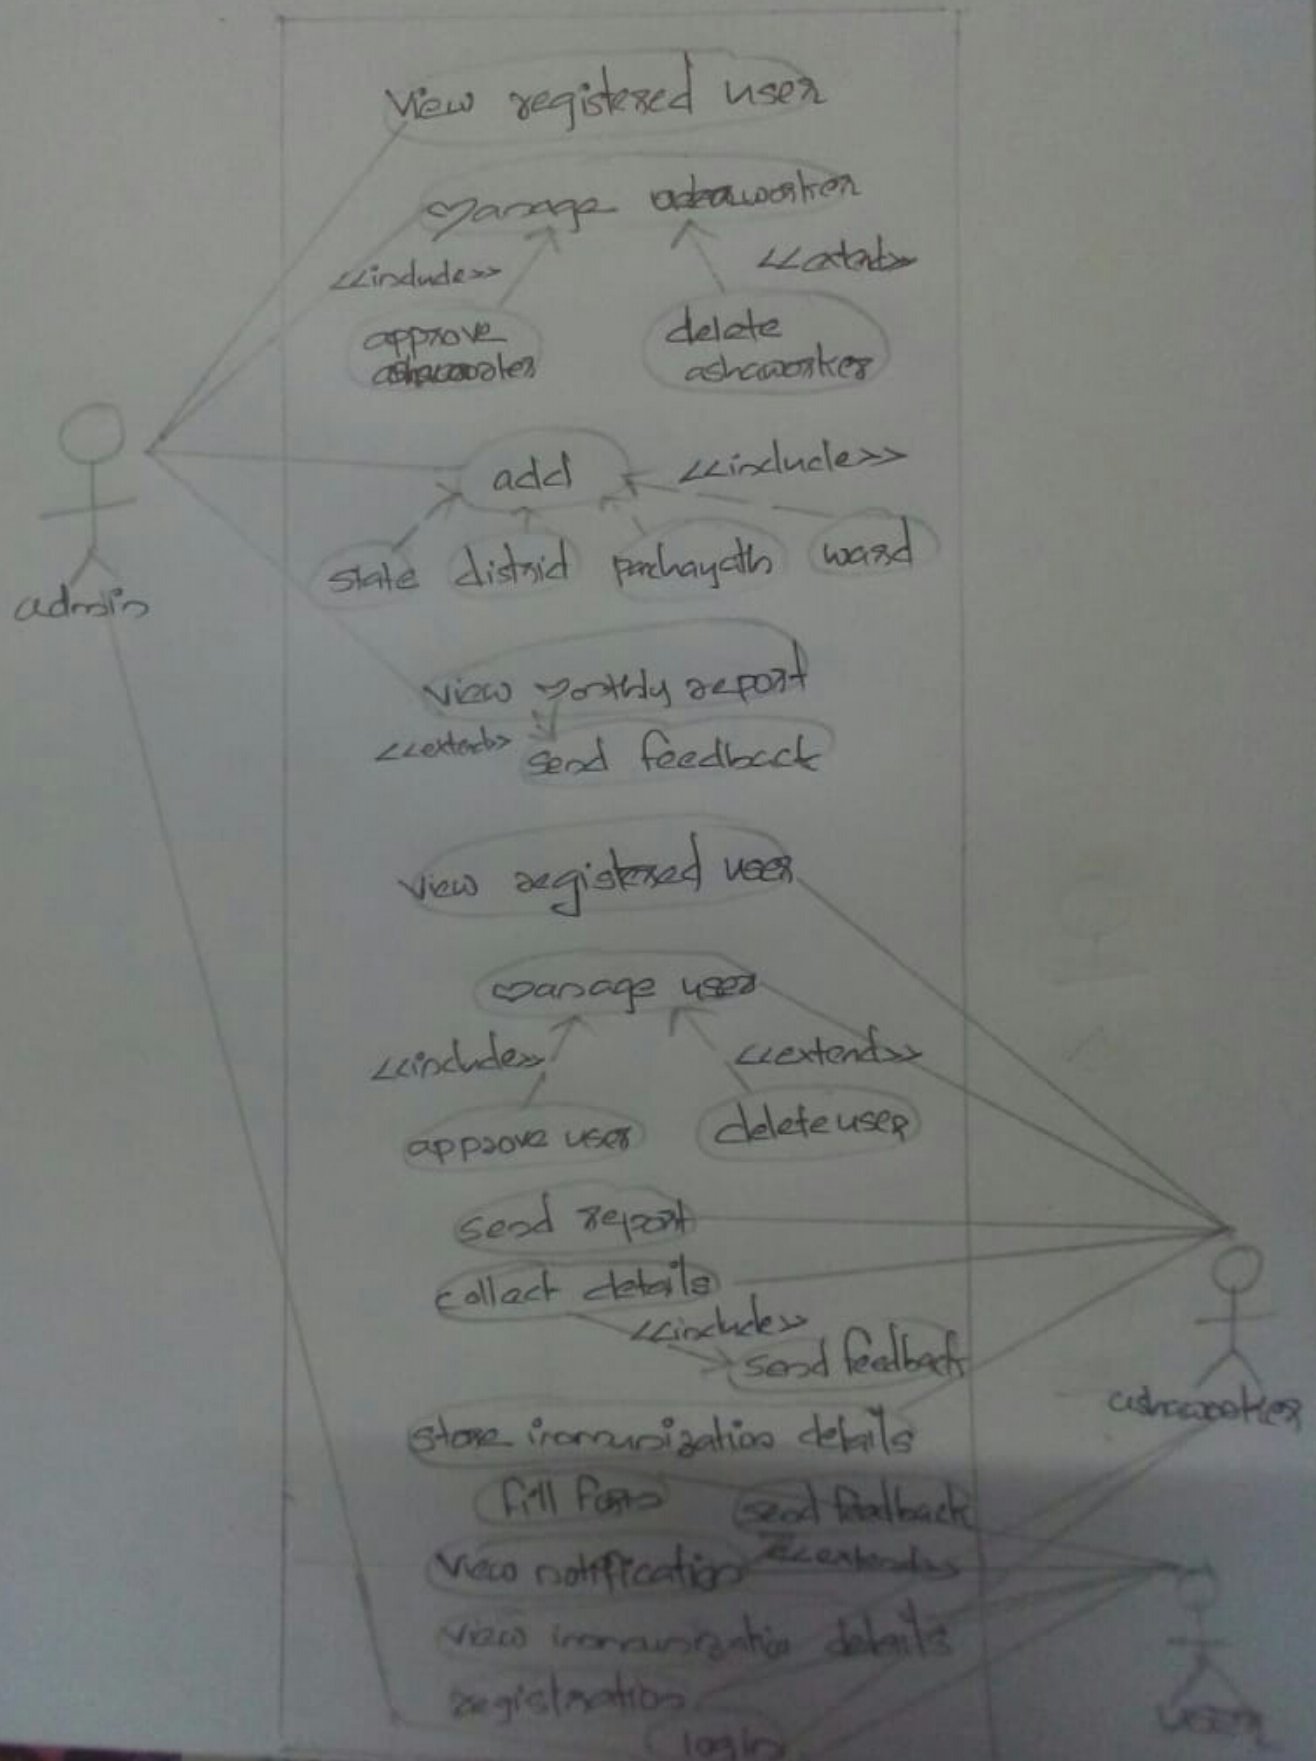 view registered user
manage ashaworker
<<include>>
<<extend>>
approve
ashaworker
delete
ashaworker
add
<<include>>
state
district
panchayath
ward
admin
view monthly report
<<extend>>
send feedback
view registered user
manage user
<<include>>
<<extend>>
approve user
delete user
send report
collect details
<<include>>
send feedback
ashaworker
store immunization details
fill form
send feedback
view notification
<<extend>>
view immunization details
registration
user
login